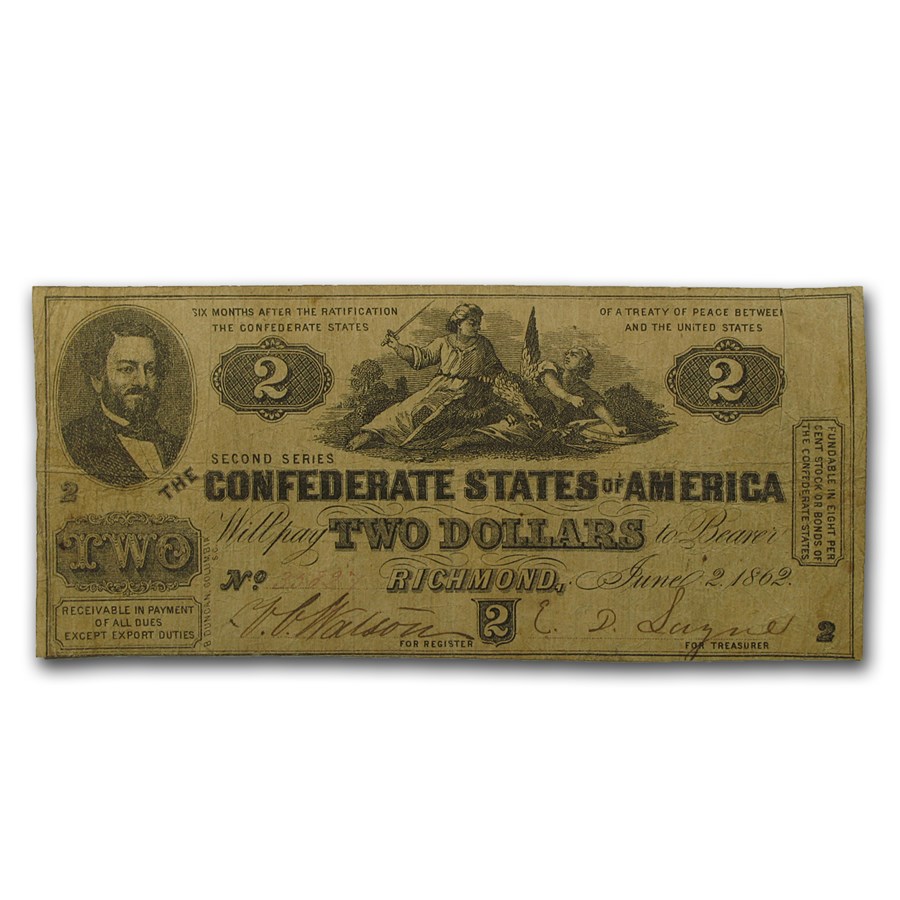 SIX MONTHS AFTER THE RATIFICATION OF A TREATY OF PEACE BETWEEN
THE CONFEDERATE STATES AND THE UNITED STATES
2 2
SECOND SERIES
THE CONFEDERATE STATES OF AMERICA
2
Will pay TWO DOLLARS to Bearer
TWO
No
RICHMOND, June 2, 1862.
RECEIVABLE IN PAYMENT
OF ALL DUES
EXCEPT EXPORT DUTIES
B DUNCAN, COLUMBIA
S.C.
FOR REGISTER
2
FOR TREASURER
2
FUNDABLE IN EIGHT PER
CENT STOCK OR BONDS OF
THE CONFEDERATE STATES